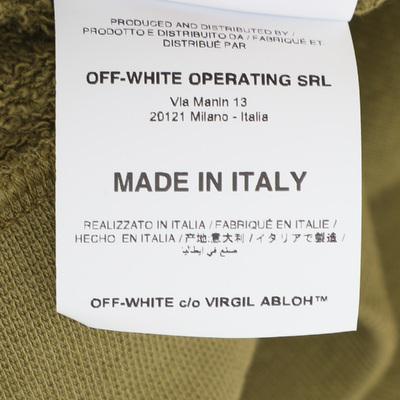 PRODUCED AND DISTRIBUTED BY /
PRODOTTO E DISTRIBUITO DA / FABRIQUÉ ET
DISTRIBUÉ PAR
OFF-WHITE OPERATING SRL
Via Manin 13
20121 Milano - Italia
MADE IN ITALY
REALIZZATO IN ITALIA / FABRIQUÉ EN ITALIE /
HECHO EN ITALIA / 产地:意大利 / イタリアで製造 /
صنع في ايطاليا
OFF-WHITE c/o VIRGIL ABLOH™